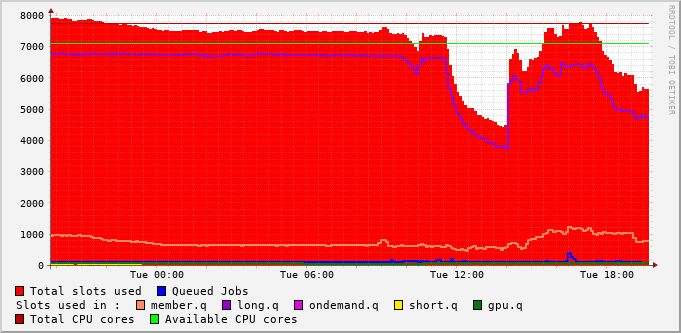 RRDTOOL / TOBI OETIKER
8000
7000
6000
5000
4000
3000
2000
1000
0
Tue 00:00 Tue 06:00 Tue 12:00 Tue 18:00
Total slots used Queued Jobs
Slots used in : member.q long.q ondemand.q short.q gpu.q
Total CPU cores Available CPU cores